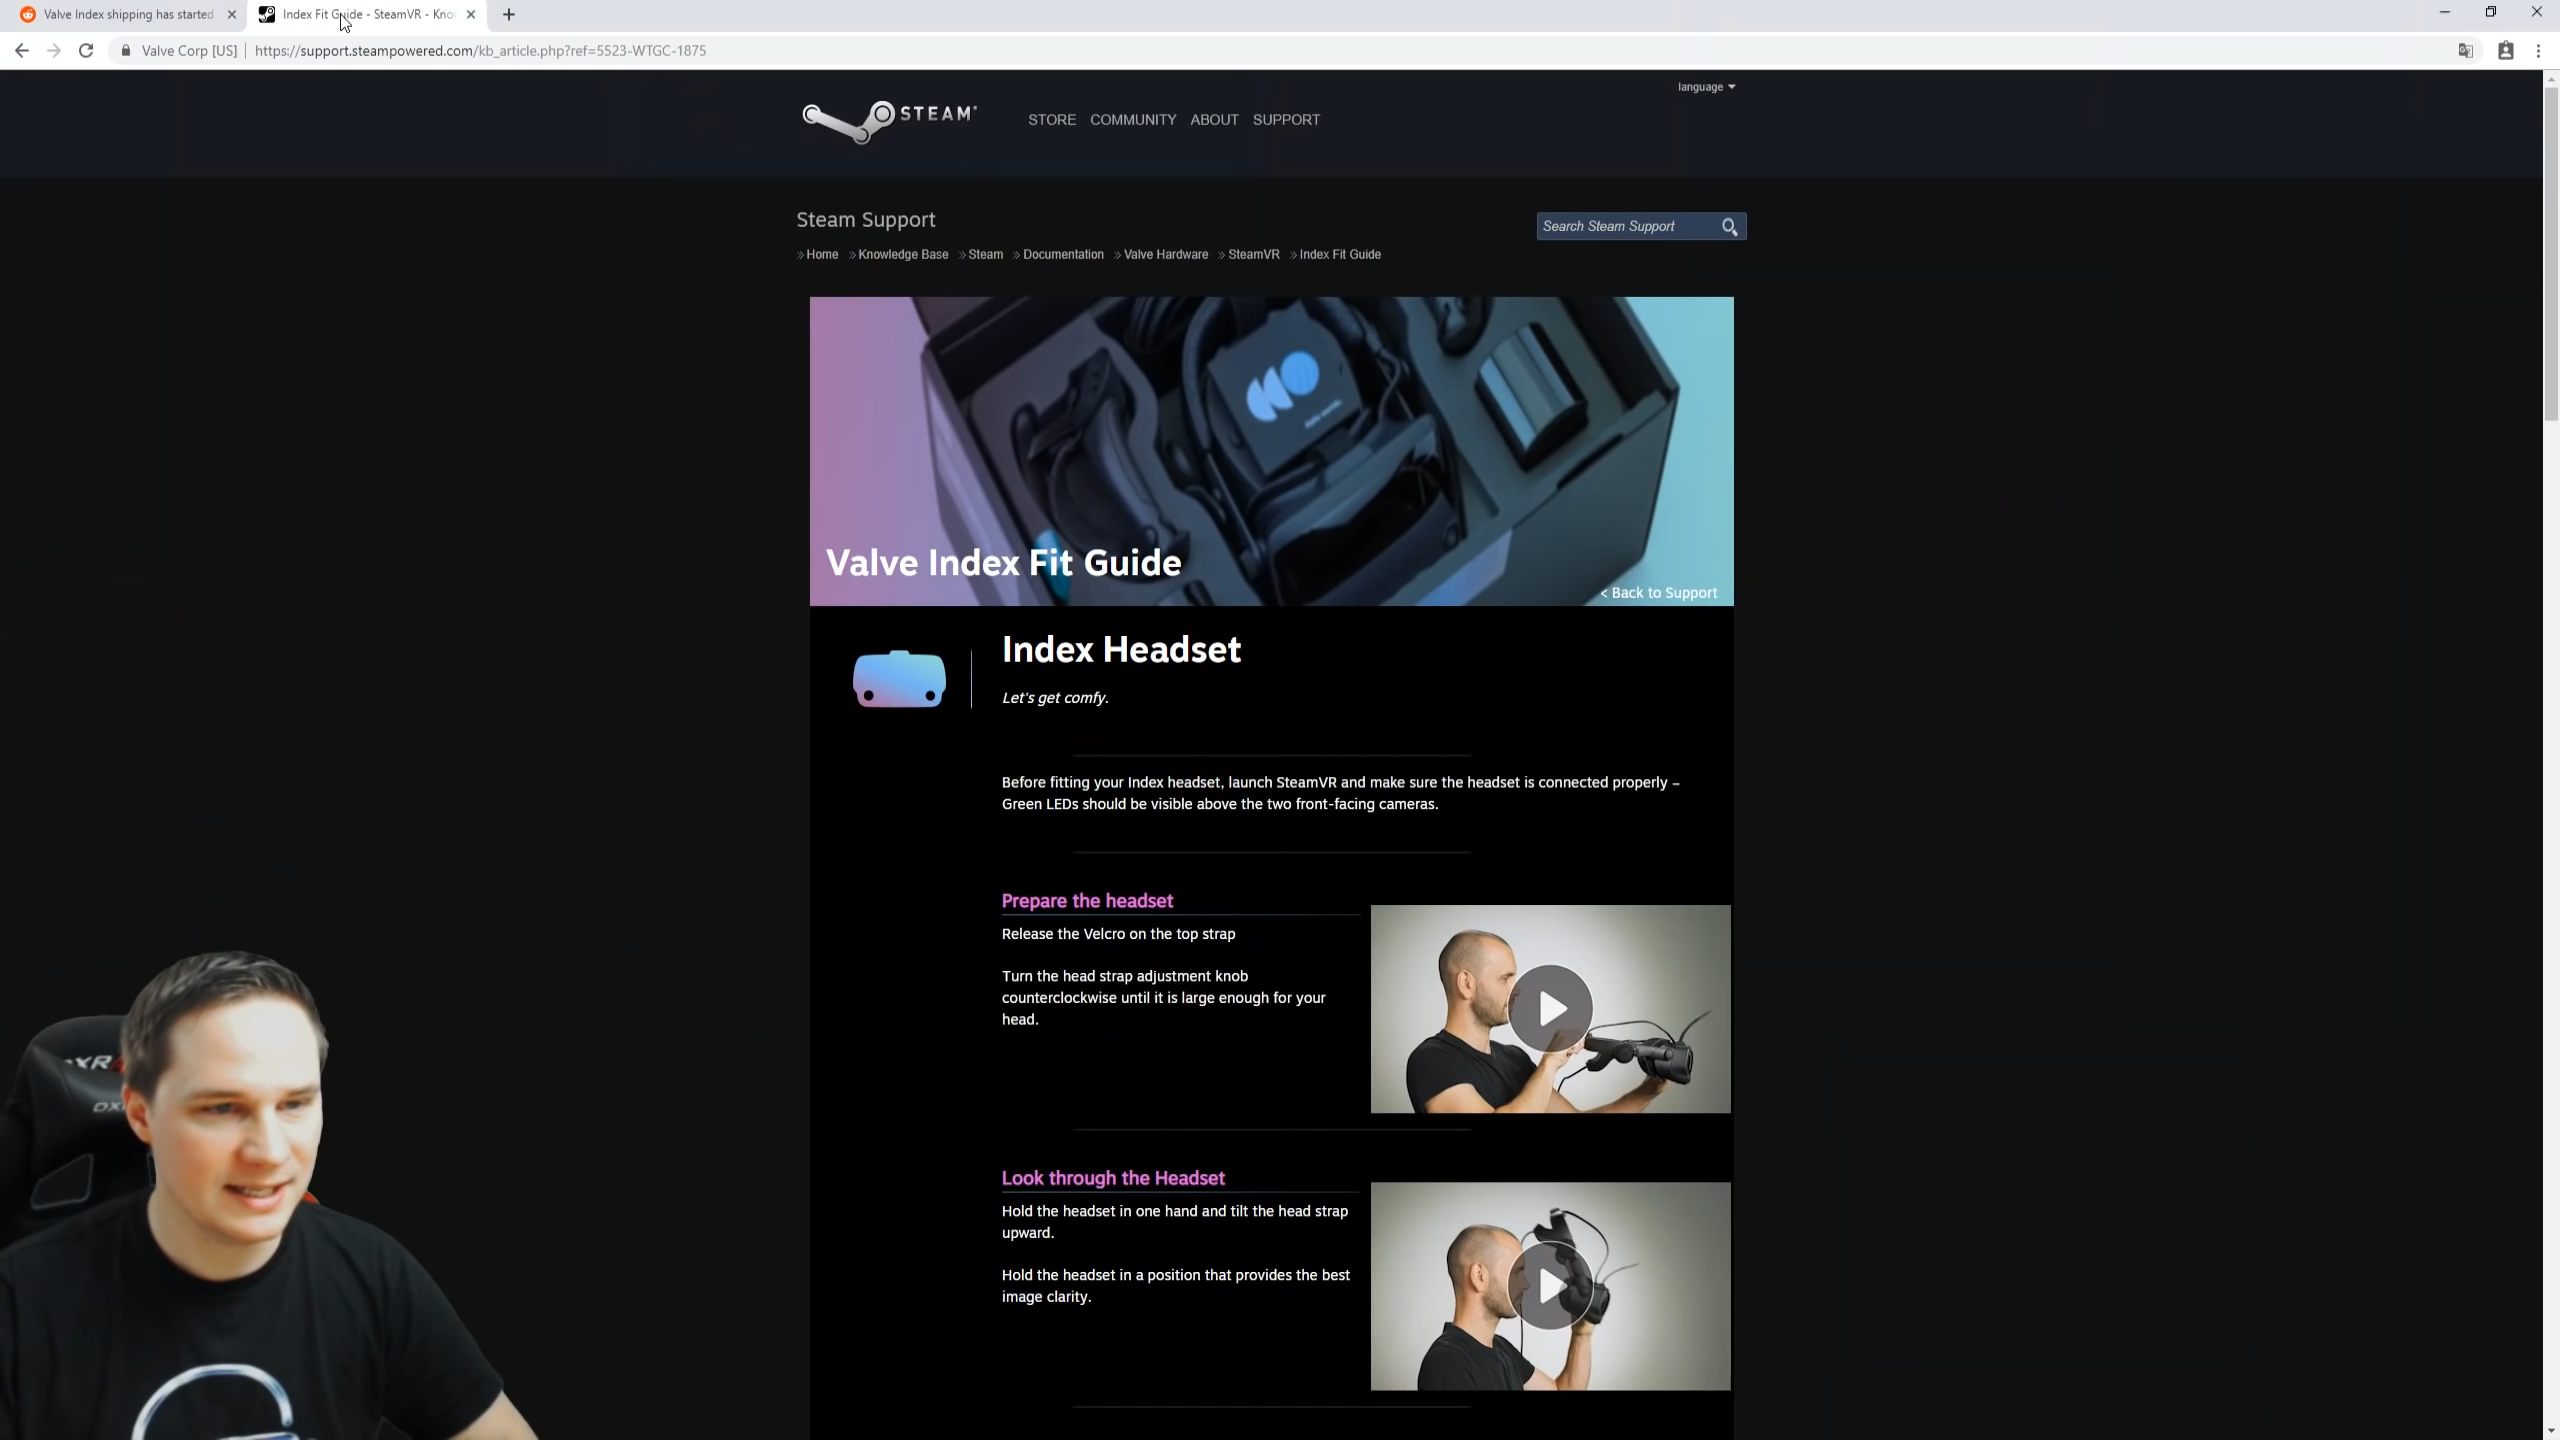 Valve Index shipping has started
Index Fit Guide - SteamVR - Kno
Valve Corp [US]
https://support.steampowered.com/kb_article.php?ref=5523-WTGC-1875
language
STEAM
STORE COMMUNITY ABOUT SUPPORT
Steam Support
Search Steam Support
» Home » Knowledge Base » Steam » Documentation » Valve Hardware » SteamVR » Index Fit Guide
Valve Index Fit Guide
< Back to Support
Index Headset
Let's get comfy.
Before fitting your Index headset, launch SteamVR and make sure the headset is connected properly –
Green LEDs should be visible above the two front-facing cameras.
Prepare the headset
Release the Velcro on the top strap
Turn the head strap adjustment knob
counterclockwise until it is large enough for your
head.
Look through the Headset
Hold the headset in one hand and tilt the head strap
upward.
Hold the headset in a position that provides the best
image clarity.